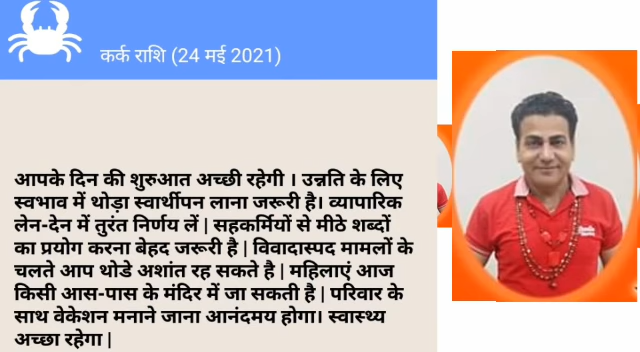 कर्क राशि (24 मई 2021)
आपके दिन की शुरुआत अच्छी रहेगी । उन्नति के लिए
स्वभाव में थोड़ा स्वार्थीपन लाना जरूरी है। व्यापारिक
लेन-देन में तुरंत निर्णय लें | सहकर्मियों से मीठे शब्दों
का प्रयोग करना बेहद जरूरी है | विवादास्पद मामलों के
चलते आप थोडे अशांत रह सकते है | महिलाएं आज
किसी आस-पास के मंदिर में जा सकती है | परिवार के
साथ वेकेशन मनाने जाना आनंदमय होगा। स्वास्थ्य
अच्छा रहेगा |